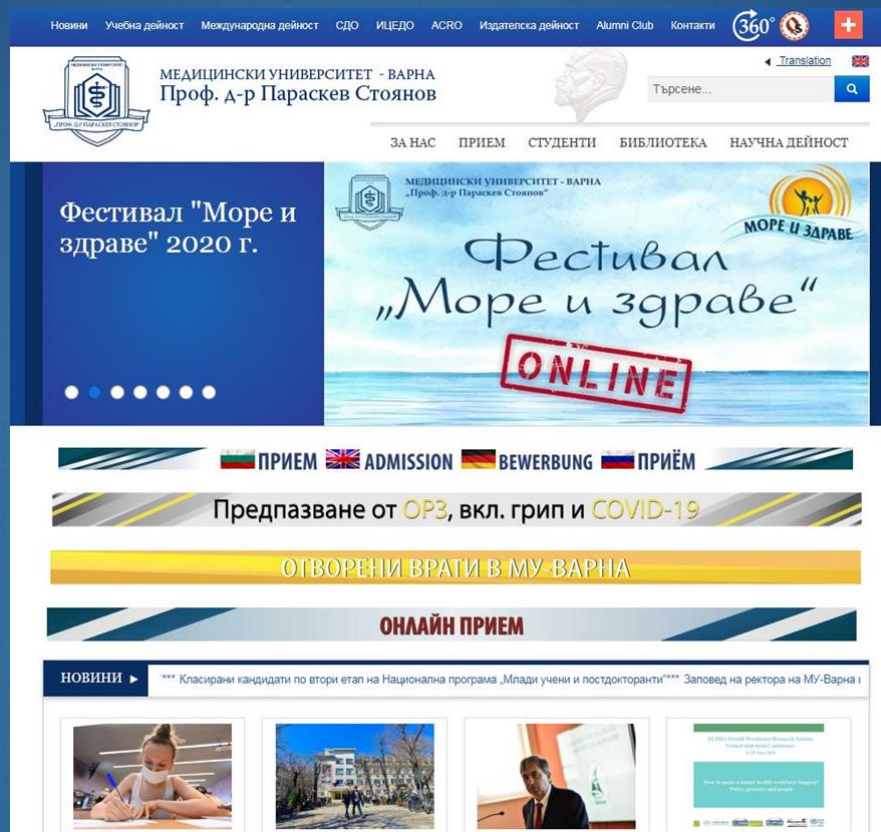 Новини Учебна дейност Международна дейност СДО ИЦЕДО ACRO Издателска дейност Alumni Club Контакти 360°
Translation
МЕДИЦИНСКИ УНИВЕРСИТЕТ - ВАРНА
Проф. д-р Параскев Стоянов
Търсене...
ЗА НАС ПРИЕМ СТУДЕНТИ БИБЛИОТЕКА НАУЧНА ДЕЙНОСТ
Фестивал "Море и
здраве" 2020 г.
МЕДИЦИНСКИ УНИВЕРСИТЕТ - ВАРНА
„Проф. д-р Параскев Стоянов"
МОРЕ И ЗДРАВЕ
Фестивал
„Море и здраве"
ONLINE
ПРИЕМ ADMISSION BEWERBUNG ПРИЁМ
Предпазване от ОРЗ, вкл. грип и COVID-19
ОТВОРЕНИ ВРАТИ В МУ-ВАРНА
ОНЛАЙН ПРИЕМ
НОВИНИ
*** Класирани кандидати по втори етап на Национална програма „Млади учени и постдокторанти"*** Заповед на ректора на МУ-Варна